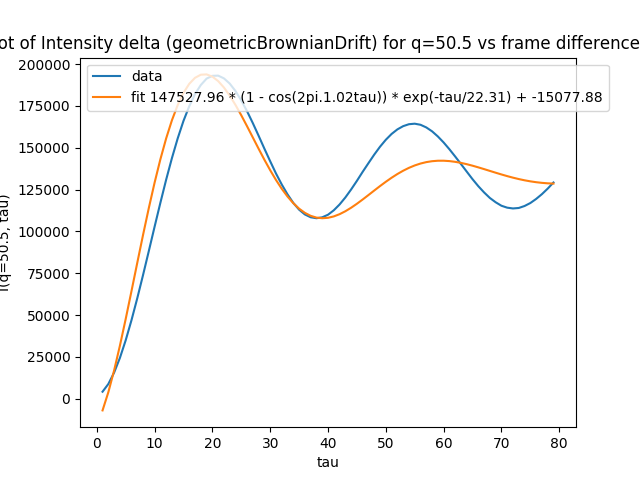 ot of Intensity delta (geometricBrownianDrift) for q=50.5 vs frame difference
data
fit 147527.96 * (1 - cos(2pi.1.02tau)) * exp(-tau/22.31) + -15077.88
I(q=50.5, tau)
200000
175000
150000
125000
100000
75000
50000
25000
0
0 10 20 30 40 50 60 70 80
tau